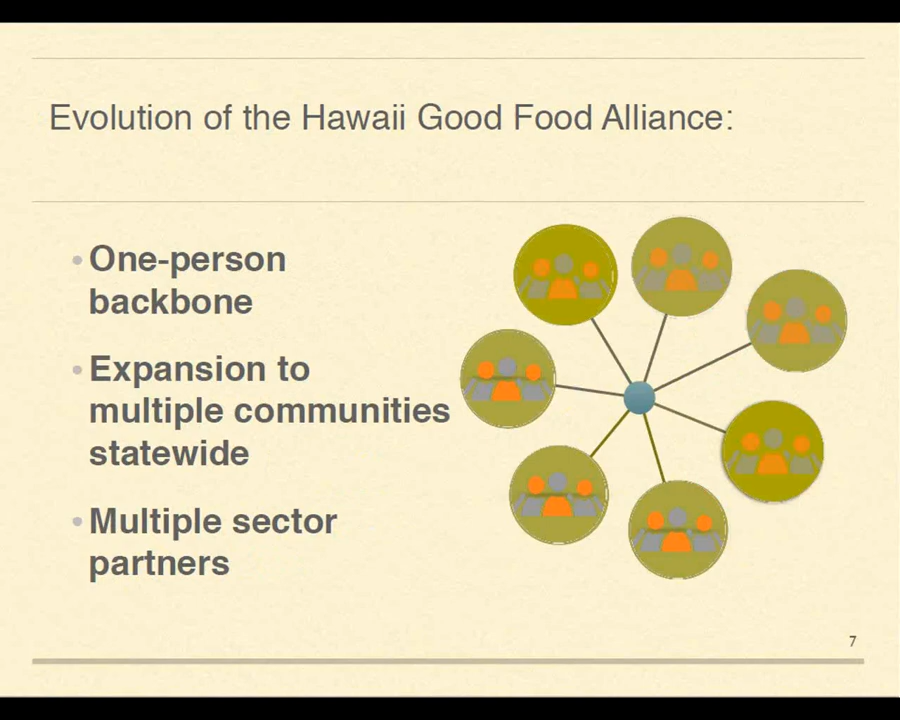 Evolution of the Hawaii Good Food Alliance:
•One-person
backbone
•Expansion to
multiple communities
statewide
•Multiple sector
partners
7